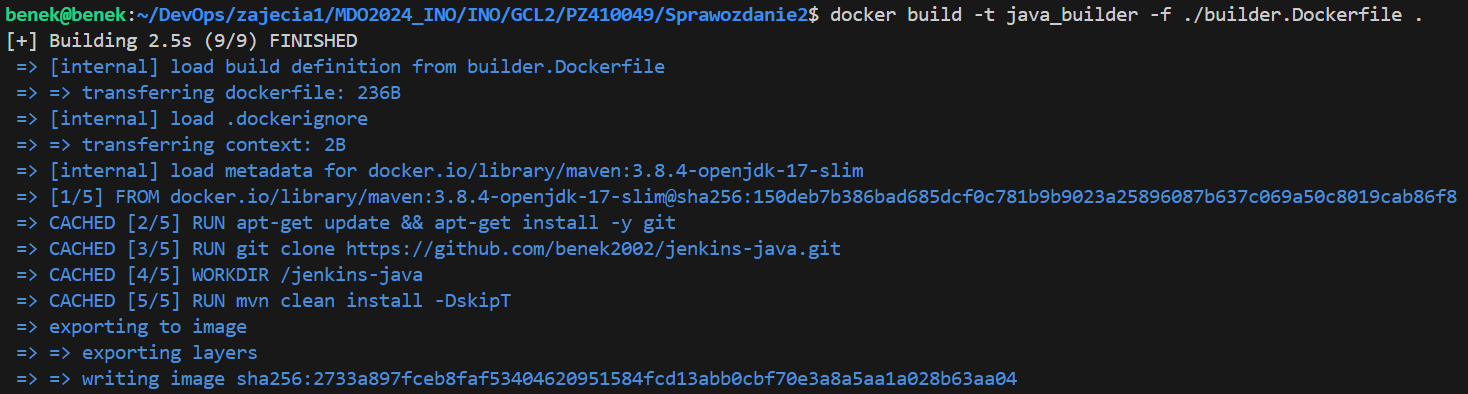 benek@benek:~/DevOps/zajecia1/MDO2024_INO/INO/GCL2/PZ410049/Sprawozdanie2$ docker build -t java_builder -f ./builder.Dockerfile .
[+] Building 2.5s (9/9) FINISHED
=> [internal] load build definition from builder.Dockerfile
=> => transferring dockerfile: 236B
=> [internal] load .dockerignore
=> => transferring context: 2B
=> [internal] load metadata for docker.io/library/maven:3.8.4-openjdk-17-slim
=> [1/5] FROM docker.io/library/maven:3.8.4-openjdk-17-slim@sha256:150deb7b386bad685dcf0c781b9b9023a25896087b637c069a50c8019cab86f8
=> CACHED [2/5] RUN apt-get update && apt-get install -y git
=> CACHED [3/5] RUN git clone https://github.com/benek2002/jenkins-java.git
=> CACHED [4/5] WORKDIR /jenkins-java
=> CACHED [5/5] RUN mvn clean install -DskipT
=> exporting to image
=> => exporting layers
=> => writing image sha256:2733a897fceb8faf53404620951584fcd13abb0cbf70e3a8a5aa1a028b63aa04